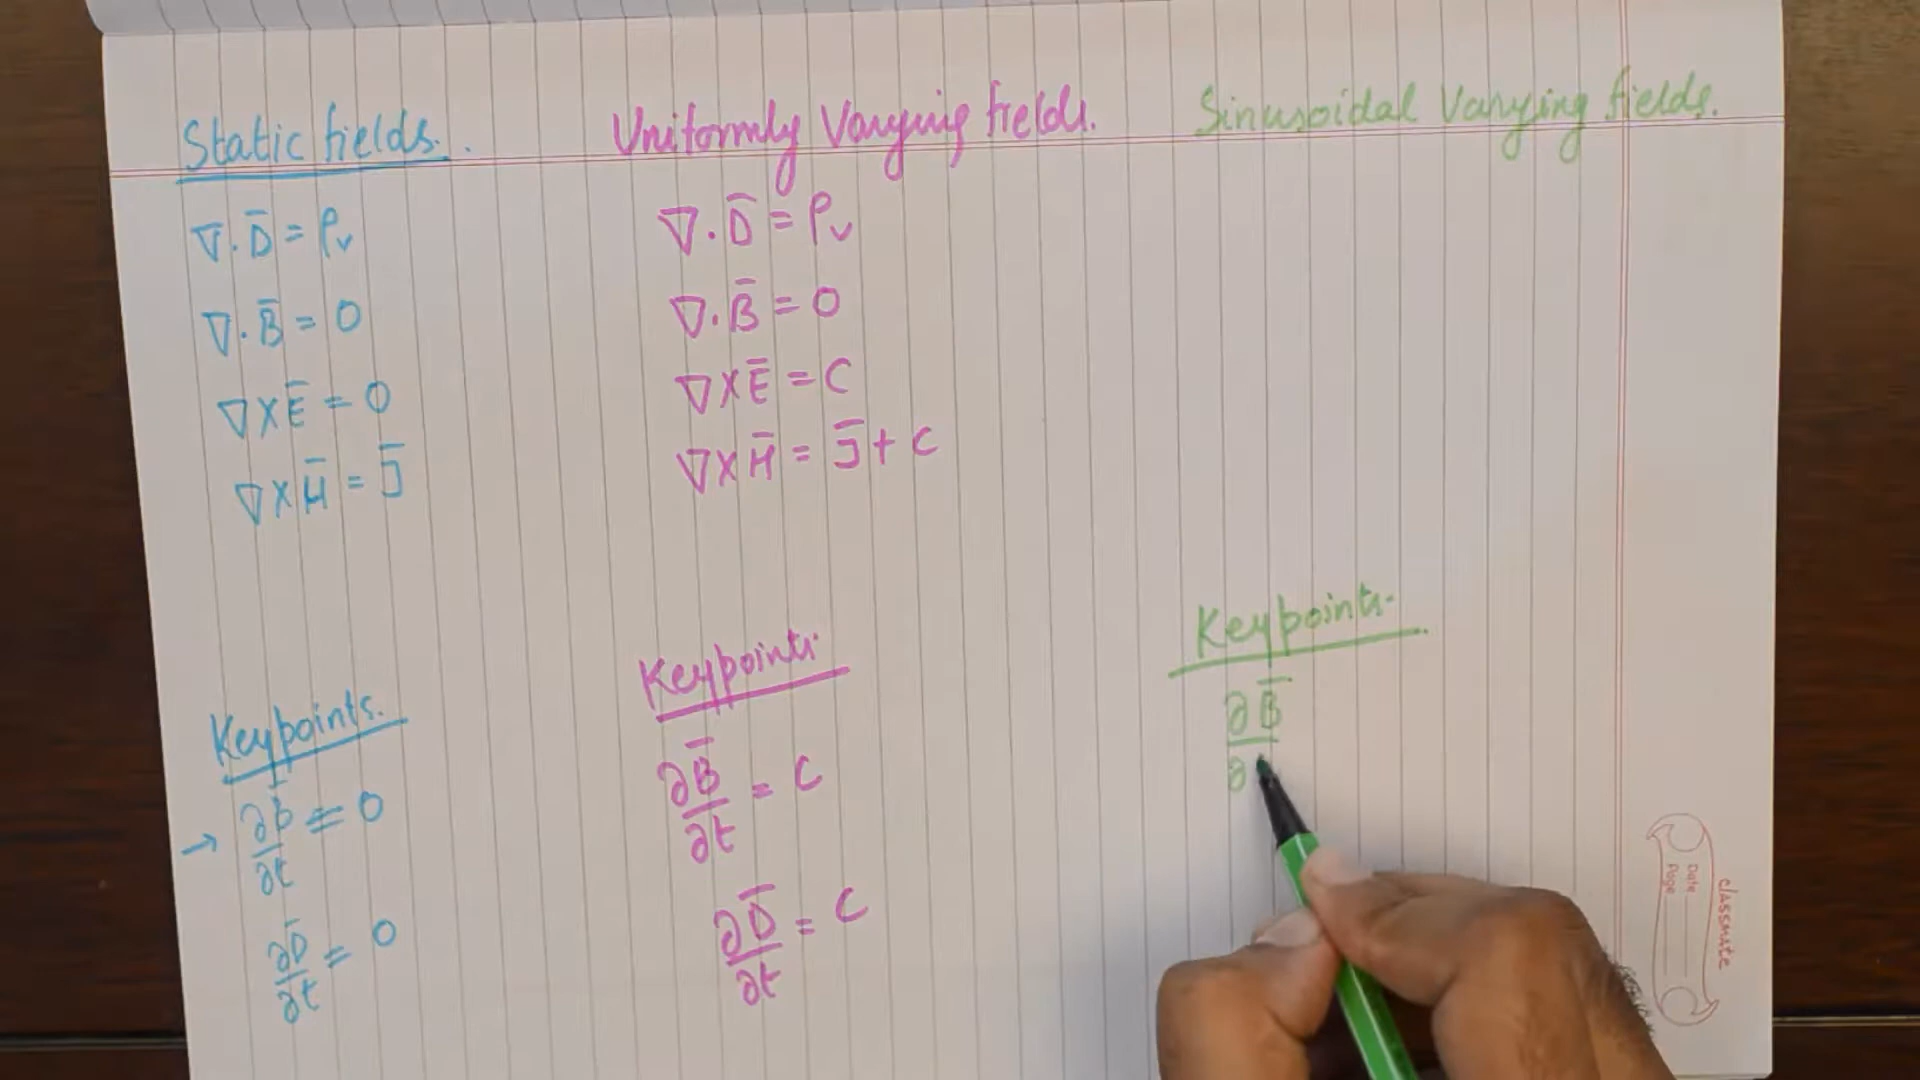 Static fields.
∇.D̅ = ρv
∇.B̅ = 0
∇×E̅ = 0
∇×H̅ = J̅
Keypoints.
∂b̅/∂t = 0
→
∂D̅/∂t = 0
Uniformly Varying fields.
∇.D̅ = ρv
∇.B̅ = 0
∇×E̅ = C
∇×H̅ = J̅ + C
Keypoints.
∂B̅/∂t = C
∂D̅/∂t = C
Sinusoidal Varying fields.
Keypoints.
∂B̅
∂
classmate
Date
Page